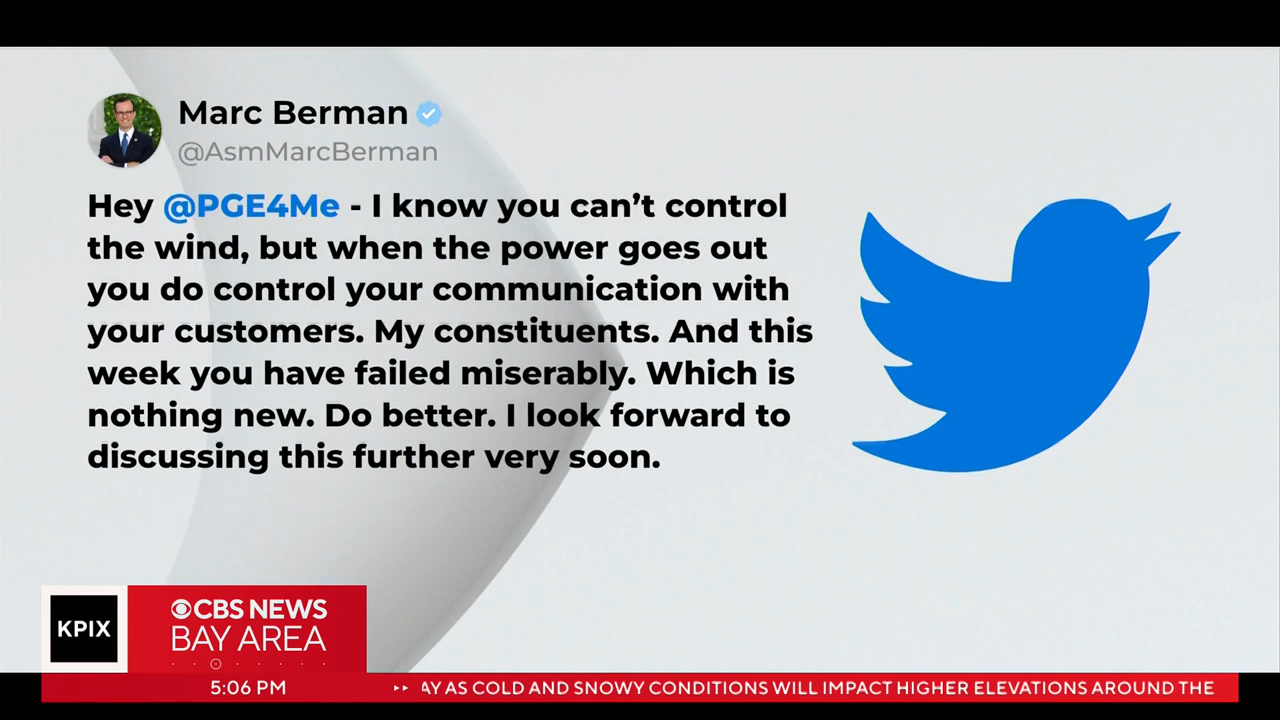 Marc Berman
@AsmMarcBerman
Hey @PGE4Me - I know you can’t control
the wind, but when the power goes out
you do control your communication with
your customers. My constituents. And this
week you have failed miserably. Which is
nothing new. Do better. I look forward to
discussing this further very soon.
KPIX
CBS NEWS
BAY AREA
5:06 PM
AY AS COLD AND SNOWY CONDITIONS WILL IMPACT HIGHER ELEVATIONS AROUND THE